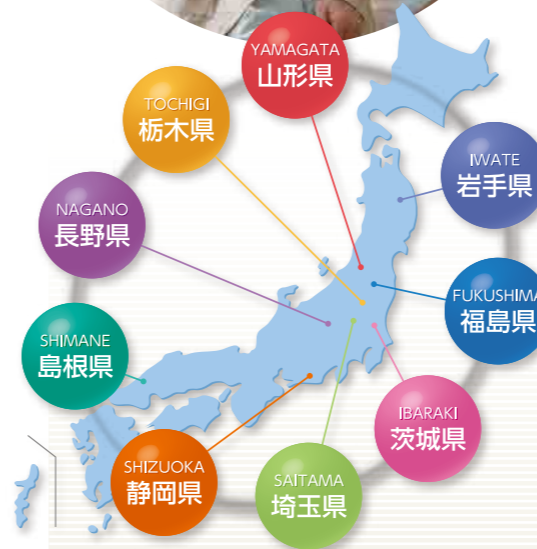 YAMAGATA
山形県
TOCHIGI
栃木県
IWATE
岩手県
NAGANO
長野県
FUKUSHIMA
福島県
SHIMANE
島根県
IBARAKI
茨城県
SHIZUOKA
静岡県
SAITAMA
埼玉県